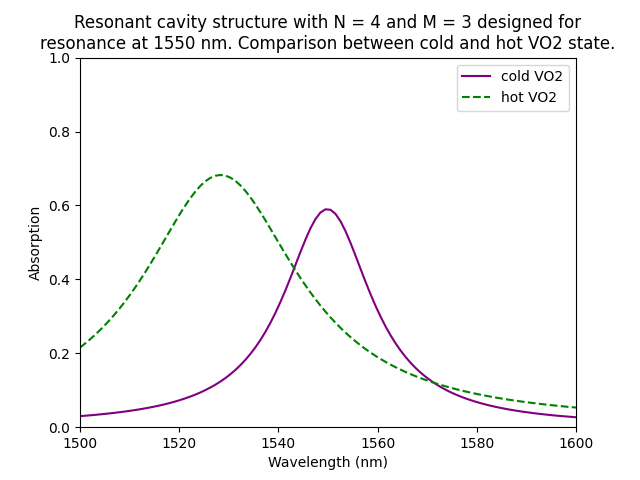 Resonant cavity structure with N = 4 and M = 3 designed for
resonance at 1550 nm. Comparison between cold and hot VO2 state.
cold VO2
hot VO2
1.0
0.8
0.6
0.4
0.2
0.0
Absorption
1500
1520
1540
1560
1580
1600
Wavelength (nm)